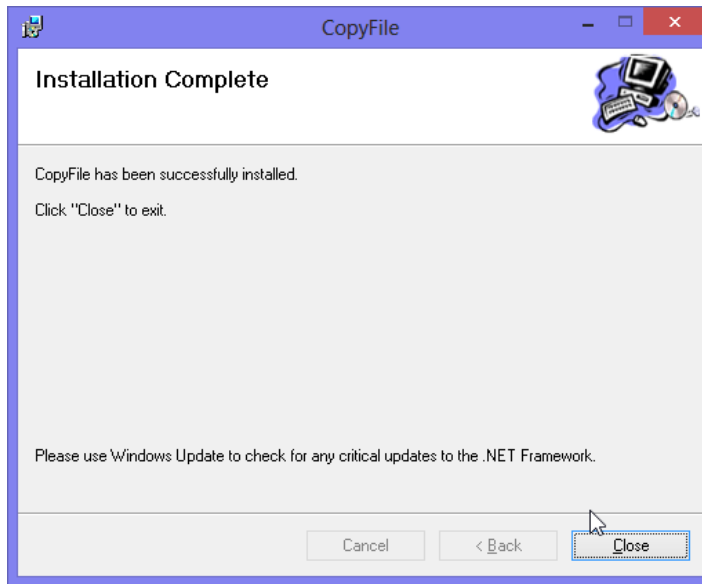 CopyFile
Installation Complete
CopyFile has been successfully installed.
Click "Close" to exit.
Please use Windows Update to check for any critical updates to the .NET Framework.
Cancel
< Back
Close